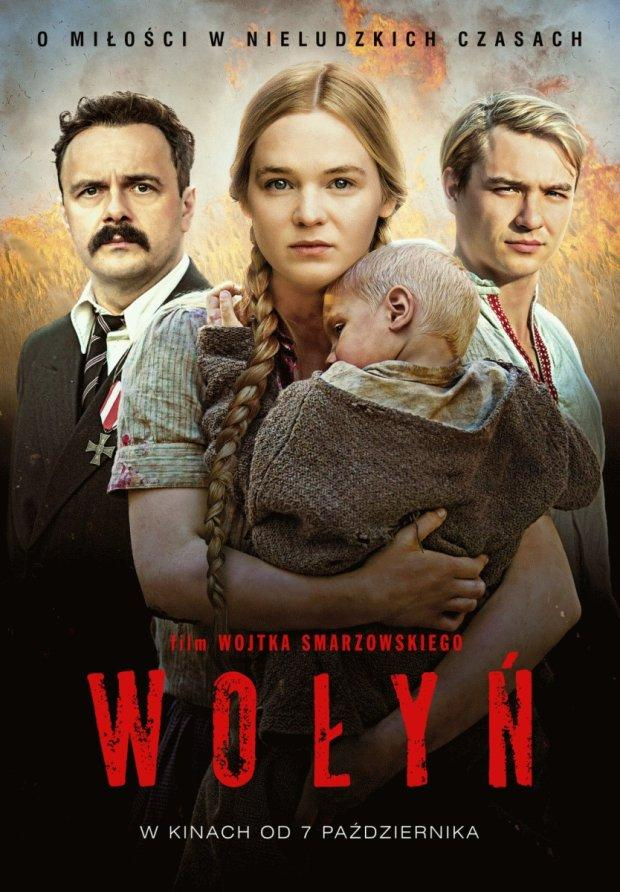 O MIŁOŚCI W NIELUDZKICH CZASACH
film WOJTKA SMARZOWSKIEGO
WOŁYŃ
W KINACH OD 7 PAŹDZIERNIKA